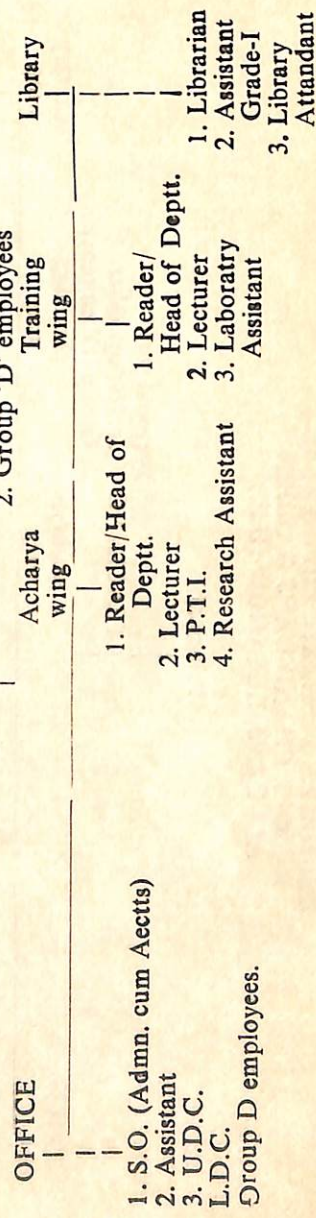 2. Group 'D' employees
OFFICE
1. S.O. (Admn. cum Aectts)
2. Assistant
3. U.D.C.
L.D.C.
Group D employees.
Acharya
wing
1. Reader/Head of
Deptt.
2. Lecturer
3. P.T.I.
4. Research Assistant
Training
wing
1. Reader/
Head of Deptt.
2. Lecturer
3. Laboratry
Assistant
Library
1. Librarian
2. Assistant
Grade-I
3. Library
Attandant